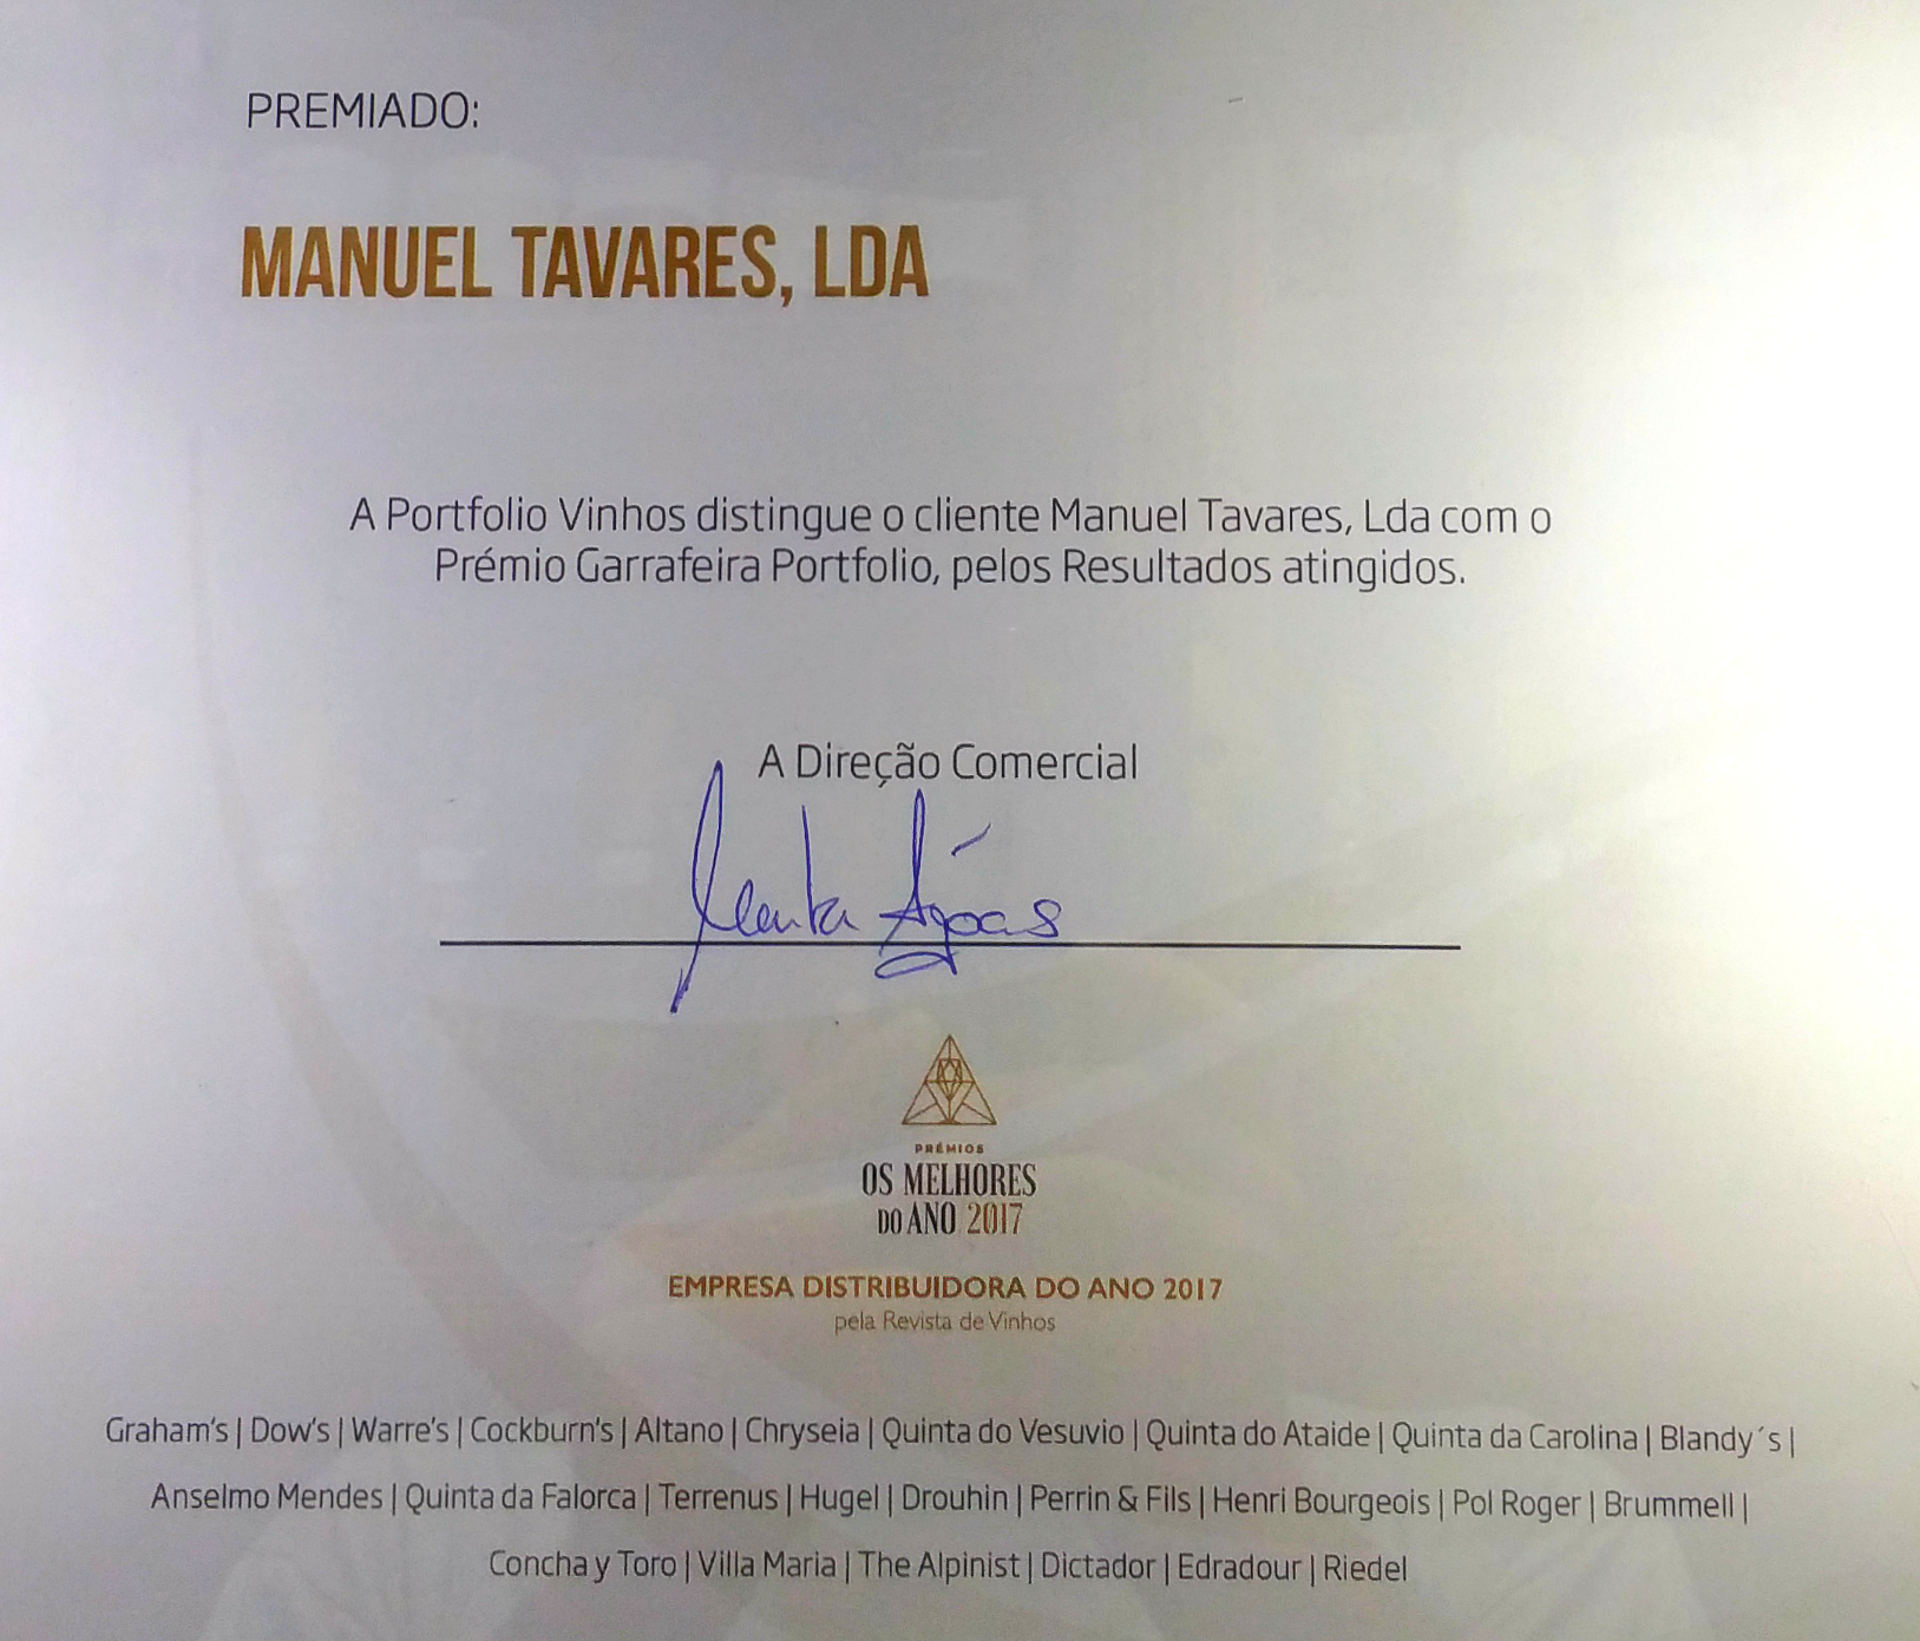 PREMIADO:
MANUEL TAVARES, LDA
A Portfolio Vinhos distingue o cliente Manuel Tavares, Lda com o
Prémio Garrafeira Portfolio, pelos Resultados atingidos.
A Direção Comercial
PRÉMIOS
OS MELHORES
DO ANO 2017
EMPRESA DISTRIBUIDORA DO ANO 2017
pela Revista de Vinhos
Graham's | Dow's | Warre's | Cockburn's | Altano | Chryseia | Quinta do Vesuvio | Quinta do Ataide | Quinta da Carolina | Blandy´s |
Anselmo Mendes | Quinta da Falorca | Terrenus | Hugel | Drouhin | Perrin & Fils | Henri Bourgeois | Pol Roger | Brummell |
Concha y Toro | Villa Maria | The Alpinist | Dictador | Edradour | Riedel